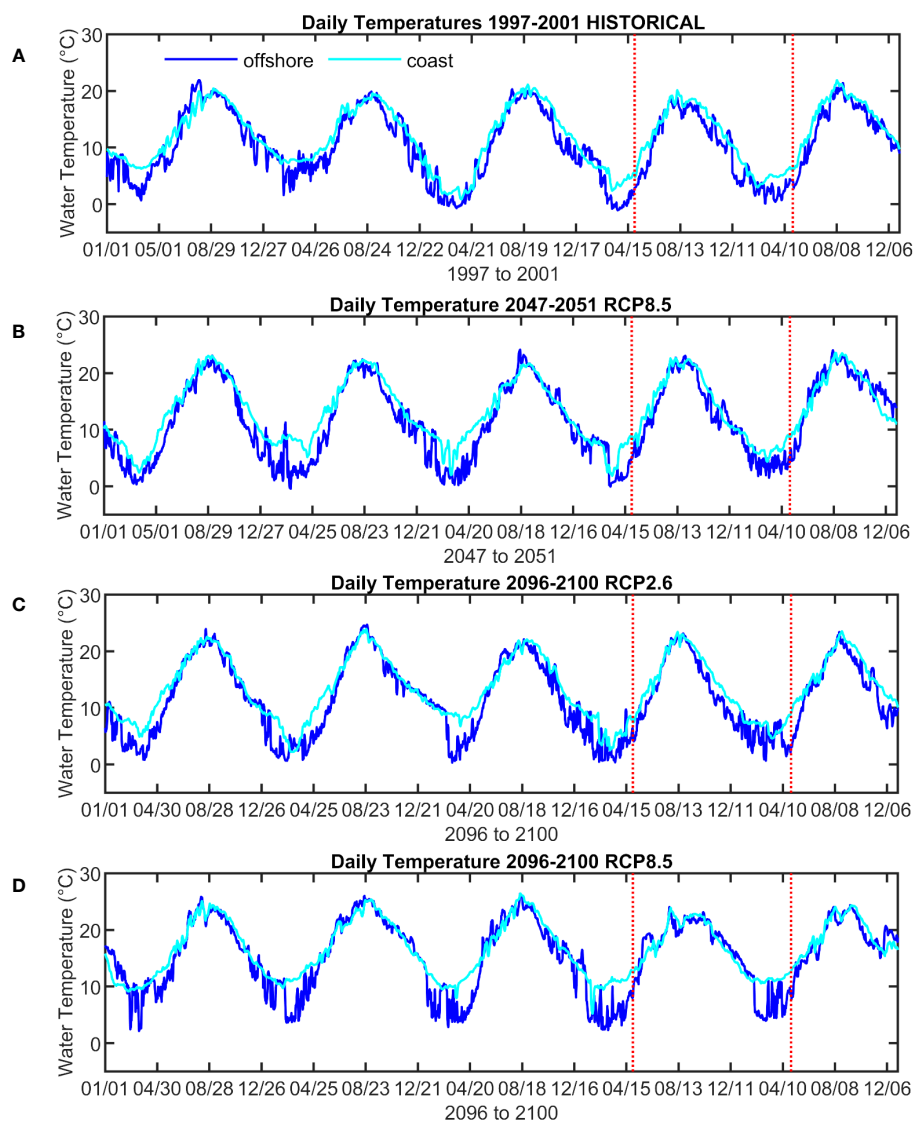 Daily Temperatures 1997-2001 HISTORICAL
A
Water Temperature (°C)
30
20
10
0
offshore
coast
01/01 05/01 08/29 12/27 04/26 08/24 12/22 04/21 08/19 12/17 04/15 08/13 12/11 04/10 08/08 12/06
1997 to 2001
Daily Temperature 2047-2051 RCP8.5
B
Water Temperature (°C)
30
20
10
0
01/01 05/01 08/29 12/27 04/25 08/23 12/21 04/20 08/18 12/16 04/15 08/13 12/11 04/10 08/08 12/06
2047 to 2051
Daily Temperature 2096-2100 RCP2.6
C
Water Temperature (°C)
30
20
10
0
01/01 04/30 08/28 12/26 04/25 08/23 12/21 04/20 08/18 12/16 04/15 08/13 12/11 04/10 08/08 12/06
2096 to 2100
Daily Temperature 2096-2100 RCP8.5
D
Water Temperature (°C)
30
20
10
0
01/01 04/30 08/28 12/26 04/25 08/23 12/21 04/20 08/18 12/16 04/15 08/13 12/11 04/10 08/08 12/06
2096 to 2100